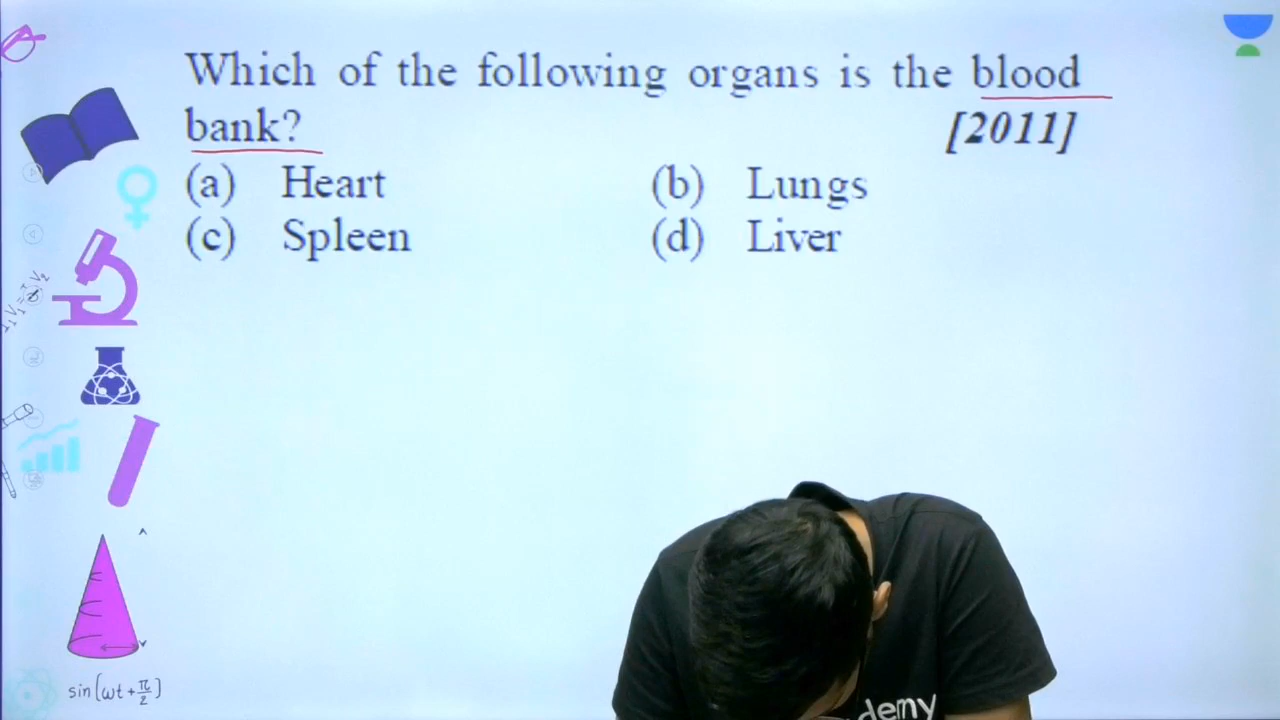 Which of the following organs is the blood
bank? [2011]
(a) Heart (b) Lungs
(c) Spleen (d) Liver
sin(ωt+π/2)
demy